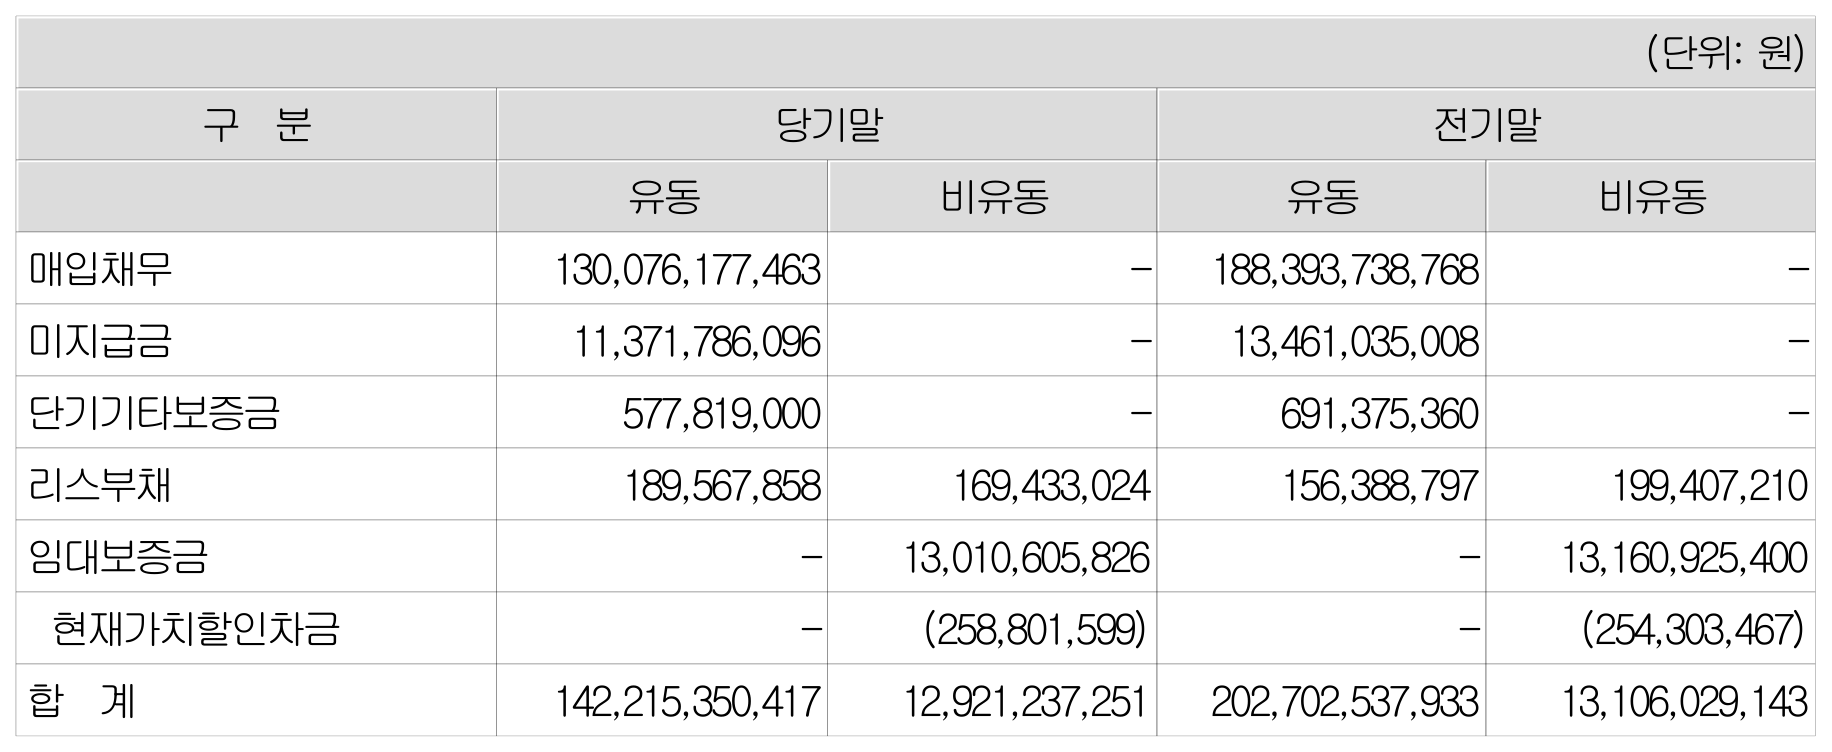 (단위: 원)
구 분 당기말 전기말
유동 비유동 유동 비유동
매입채무 130,076,177,463 – 188,393,738,768 –
미지급금 11,371,786,096 – 13,461,035,008 –
단기기타보증금 577,819,000 – 691,375,360 –
리스부채 189,567,858 169,433,024 156,388,797 199,407,210
임대보증금 – 13,010,605,826 – 13,160,925,400
현재가치할인차금 – (258,801,599) – (254,303,467)
합 계 142,215,350,417 12,921,237,251 202,702,537,933 13,106,029,143